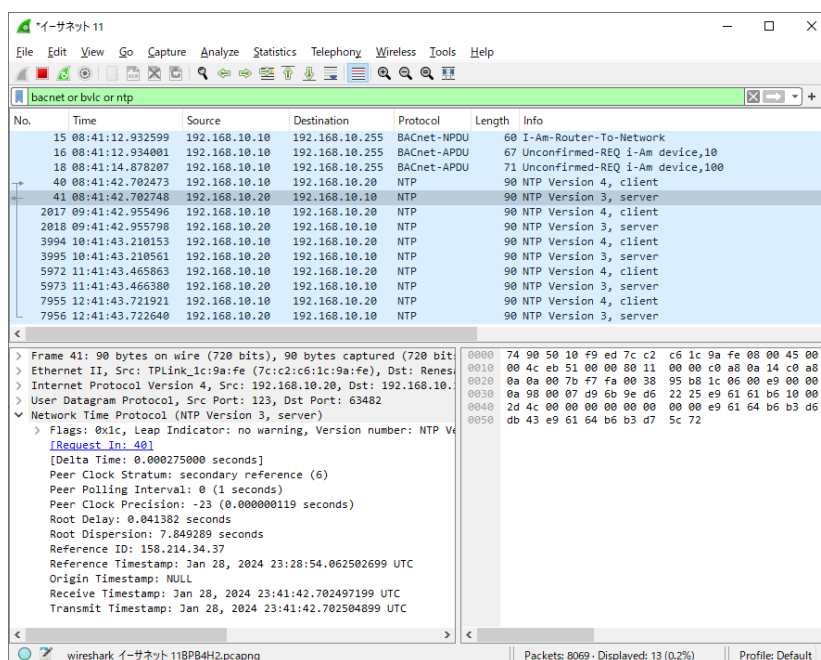 *イーサネット 11
File Edit View Go Capture Analyze Statistics Telephony Wireless Tools Help
bacnet or bvlc or ntp
No. Time Source Destination Protocol Length Info
15 08:41:12.932599 192.168.10.10 192.168.10.255 BACnet-NPDU 60 I-Am-Router-To-Network
16 08:41:12.934001 192.168.10.10 192.168.10.255 BACnet-APDU 67 Unconfirmed-REQ i-Am device,10
18 08:41:14.878207 192.168.10.10 192.168.10.255 BACnet-APDU 71 Unconfirmed-REQ i-Am device,100
40 08:41:42.702473 192.168.10.10 192.168.10.20 NTP 90 NTP Version 4, client
41 08:41:42.702748 192.168.10.20 192.168.10.10 NTP 90 NTP Version 3, server
2017 09:41:42.955496 192.168.10.10 192.168.10.20 NTP 90 NTP Version 4, client
2018 09:41:42.955798 192.168.10.20 192.168.10.10 NTP 90 NTP Version 3, server
3994 10:41:43.210153 192.168.10.10 192.168.10.20 NTP 90 NTP Version 4, client
3995 10:41:43.210561 192.168.10.20 192.168.10.10 NTP 90 NTP Version 3, server
5972 11:41:43.465863 192.168.10.10 192.168.10.20 NTP 90 NTP Version 4, client
5973 11:41:43.466380 192.168.10.20 192.168.10.10 NTP 90 NTP Version 3, server
7955 12:41:43.721921 192.168.10.10 192.168.10.20 NTP 90 NTP Version 4, client
7956 12:41:43.722640 192.168.10.20 192.168.10.10 NTP 90 NTP Version 3, server
Frame 41: 90 bytes on wire (720 bits), 90 bytes captured (720 bit
Ethernet II, Src: TPLink_1c:9a:fe (7c:c2:c6:1c:9a:fe), Dst: Renes
Internet Protocol Version 4, Src: 192.168.10.20, Dst: 192.168.10.
User Datagram Protocol, Src Port: 123, Dst Port: 63482
Network Time Protocol (NTP Version 3, server)
Flags: 0x1c, Leap Indicator: no warning, Version number: NTP Ve
[Request In: 40]
[Delta Time: 0.000275000 seconds]
Peer Clock Stratum: secondary reference (6)
Peer Polling Interval: 0 (1 seconds)
Peer Clock Precision: -23 (0.000000119 seconds)
Root Delay: 0.041382 seconds
Root Dispersion: 7.849289 seconds
Reference ID: 158.214.34.37
Reference Timestamp: Jan 28, 2024 23:28:54.062502699 UTC
Origin Timestamp: NULL
Receive Timestamp: Jan 28, 2024 23:41:42.702497199 UTC
Transmit Timestamp: Jan 28, 2024 23:41:42.702504899 UTC
0000 74 90 50 10 f9 ed 7c c2 c6 1c 9a fe 08 00 45 00
0010 00 4c eb 51 00 00 80 11 00 00 c0 a8 0a 14 c0 a8
0020 0a 0a 00 7b f7 fa 00 38 95 b8 1c 06 00 e9 00 00
0030 0a 98 00 07 d9 6b 9e d6 22 25 e9 61 61 b6 10 00
0040 2d 4c 00 00 00 00 00 00 00 00 e9 61 64 b6 b3 d6
0050 db 43 e9 61 64 b6 b3 d7 5c 72
wireshark イーサネット 11BPB4H2.pcapng Packets: 8069 · Displayed: 13 (0.2%) Profile: Default